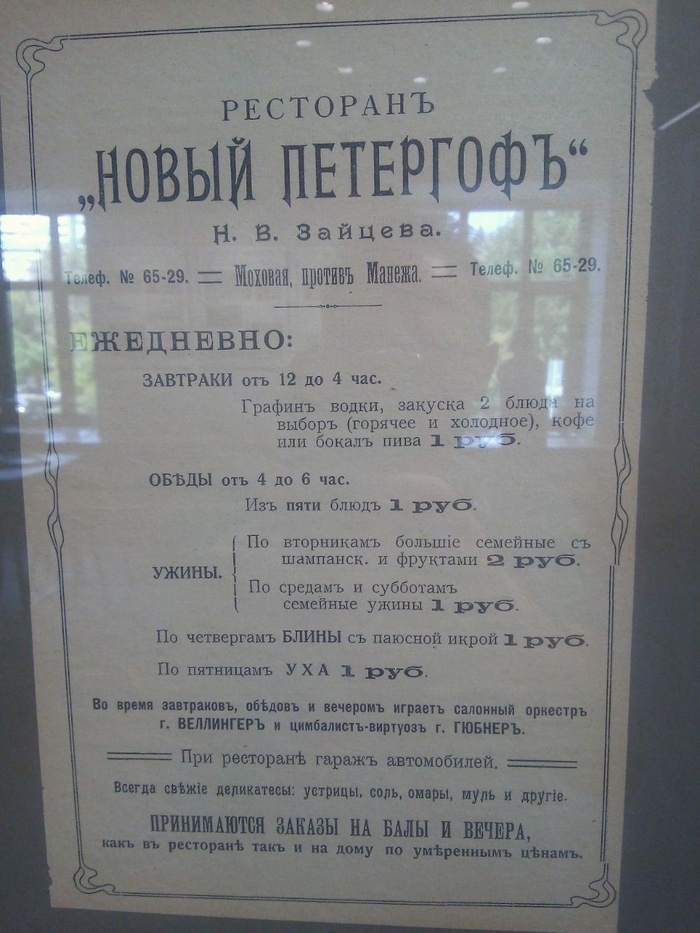 РЕСТОРАНЪ
„НОВЫЙ ПЕТЕРГОФЪ“
Н. В. Зайцева.
Телеф. № 65-29. Моховая, противъ Манежа. Телеф. № 65-29.
ЕЖЕДНЕВНО:
ЗАВТРАКИ отъ 12 до 4 час.
Графин водки, закуска 2 блюда на
выборъ (горячее и холодное), кофе
или бокалъ пива 1 руб.
ОБѢДЫ отъ 4 до 6 час.
Изъ пяти блюдъ 1 руб.
УЖИНЫ.
По вторникамъ большіе семейные съ
шампанск. и фруктами 2 руб.
По средамъ и субботамъ
семейные ужины 1 руб.
По четвергамъ БЛИНЫ съ паюсной икрой 1 руб.
По пятницамъ УХА 1 руб.
Во время завтраковъ, обѣдовъ и вечеромъ играетъ салонный оркестръ
г. ВЕЛЛИНГЕРЪ и цимбалистъ-виртуозъ г. ГЮБНЕРЪ.
При ресторанѣ гаражъ автомобилей.
Всегда свѣжіе деликатесы: устрицы, соль, омары, муль и другіе.
ПРИНИМАЮТСЯ ЗАКАЗЫ НА БАЛЫ И ВЕЧЕРА,
какъ въ ресторанѣ такъ и на дому по умѣреннымъ цѣнамъ.